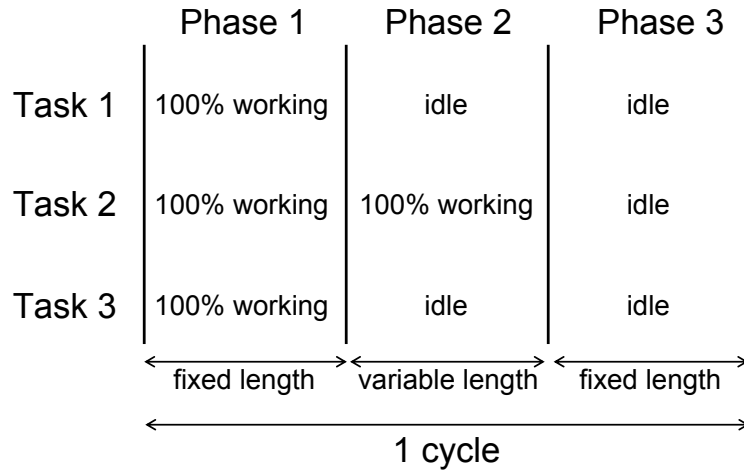 Phase 1 Phase 2 Phase 3
Task 1 100% working idle idle
Task 2 100% working 100% working idle
Task 3 100% working idle idle
fixed length variable length fixed length
1 cycle